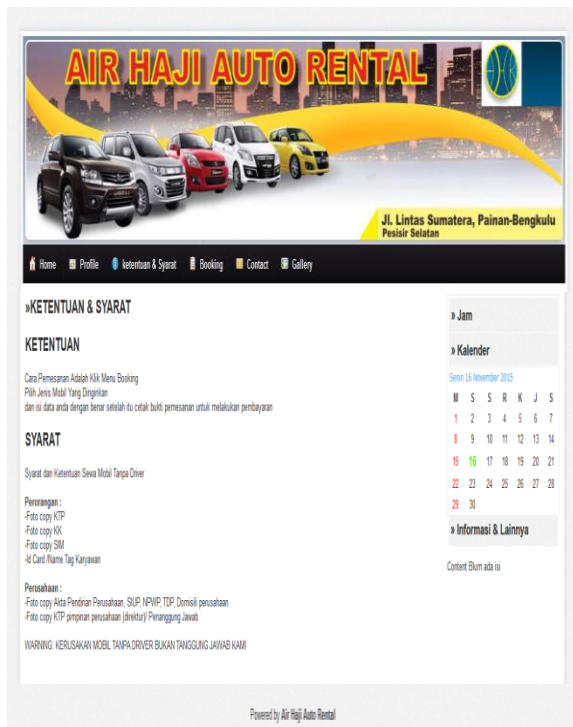 AIR HAJI AUTO RENTAL
Jl. Lintas Sumatera, Painan-Bengkulu
Pesisir Selatan
Home Profile ketentuan & Syarat Booking Contact Gallery
»KETENTUAN & SYARAT
KETENTUAN
Cara Pemesanan Adalah Klik Menu Booking
Pilih Jenis Mobil Yang Dinginkan
dan isi data anda dengan benar setelah itu cetak bukti pemesanan untuk melakukan pembayaran
SYARAT
Syarat dan Ketentuan Sewa Mobil Tanpa Driver
Perorangan :
-Foto copy KTP
-Foto copy KK
-Foto copy SIM
-Id Card /Name Tag Karyawan
Perusahaan :
-Foto copy Akta Pendirian Perusahaan, SIUP, NPWP, TDP, Domisili perusahaan
-Foto copy KTP pimpinan perusahaan (direktur)/ Penanggung Jawab
WARNING: KERUSAKAN MOBIL TANPA DRIVER BUKAN TANGGUNG JAWAB KAMI
» Jam
» Kalender
Senin 16 November 2015
M S S R K J S
1 2 3 4 5 6 7
8 9 10 11 12 13 14
15 16 17 18 19 20 21
22 23 24 25 26 27 28
29 30
» Informasi & Lainnya
Content Blum ada isi
Powered by Air Haji Auto Rental